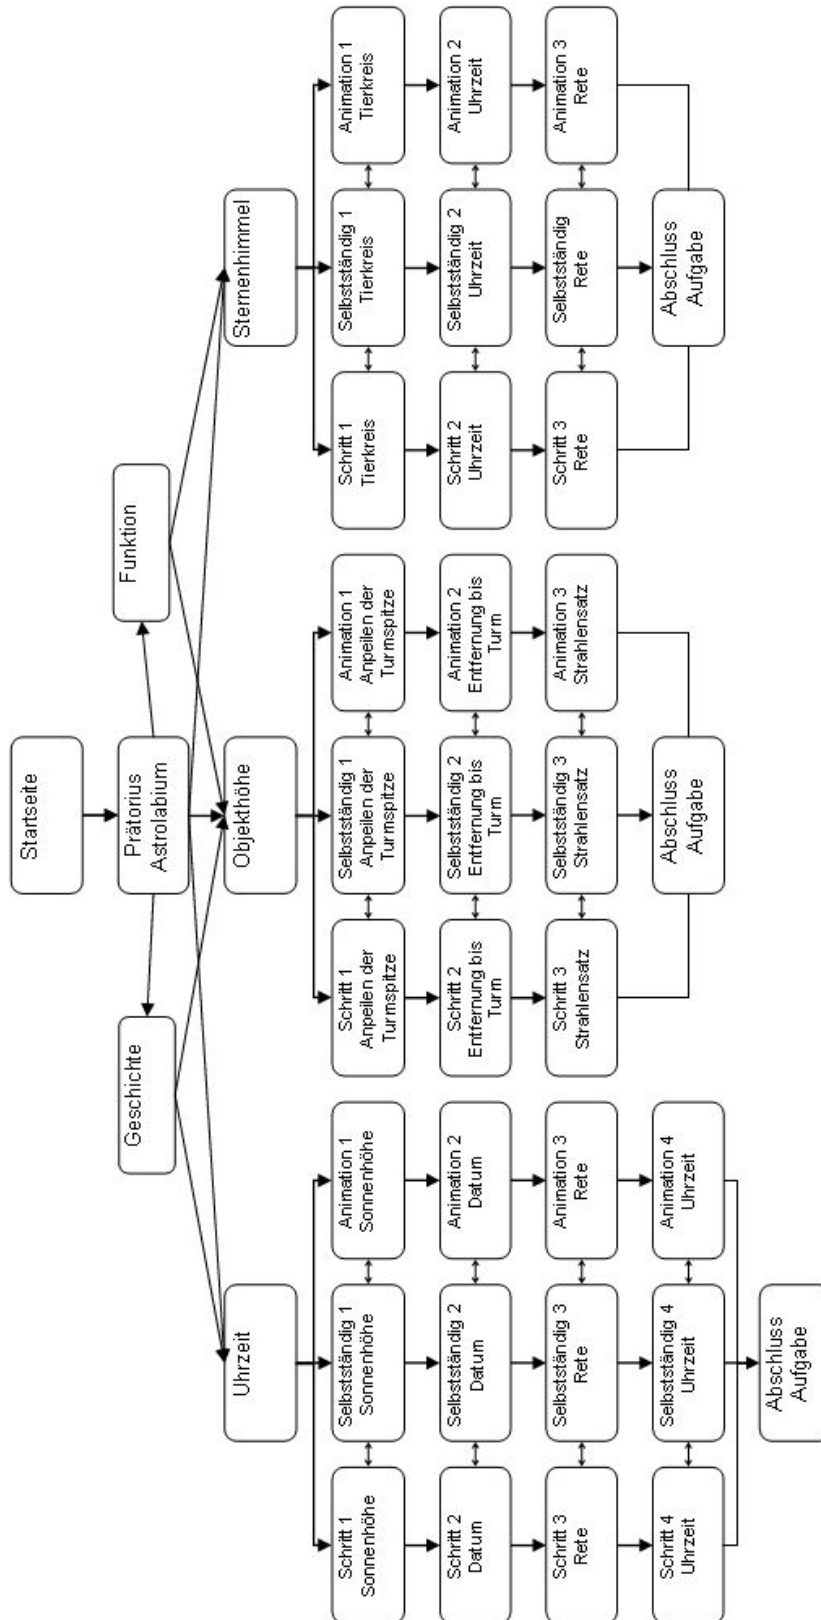 Startseite
Prätorius
Astrolabium
Geschichte
Funktion
Uhrzeit
Objekthöhe
Sternenhimmel
Schritt 1
Sonnenhöhe
Selbstständig 1
Sonnenhöhe
Animation 1
Sonnenhöhe
Schritt 2
Datum
Selbstständig 2
Datum
Animation 2
Datum
Schritt 3
Rete
Selbstständig 3
Rete
Animation 3
Rete
Schritt 4
Uhrzeit
Selbstständig 4
Uhrzeit
Animation 4
Uhrzeit
Abschluss
Aufgabe
Schritt 1
Anpeilen der
Turmspitze
Selbstständig 1
Anpeilen der
Turmspitze
Animation 1
Anpeilen der
Turmspitze
Schritt 2
Entfernung bis
Turm
Selbstständig 2
Entfernung bis
Turm
Animation 2
Entfernung bis
Turm
Schritt 3
Strahlensatz
Selbstständig 3
Strahlensatz
Animation 3
Strahlensatz
Abschluss
Aufgabe
Schritt 1
Tierkreis
Selbstständig 1
Tierkreis
Animation 1
Tierkreis
Schritt 2
Uhrzeit
Selbstständig 2
Uhrzeit
Animation 2
Uhrzeit
Schritt 3
Rete
Selbstständig
Rete
Animation 3
Rete
Abschluss
Aufgabe